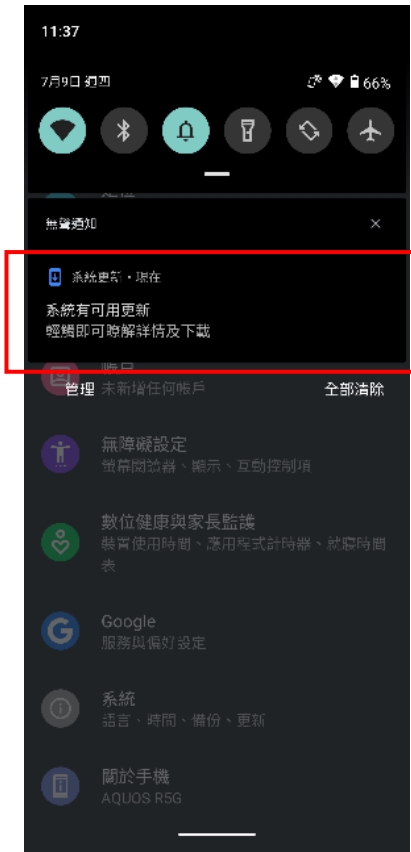 11:37
7月9日 週四
66%
無聲通知
系統更新・現在
系統有可用更新
輕觸即可瞭解詳情及下載
帳戶
未新增任何帳戶
管理
全部清除
無障礙設定
螢幕閱讀器、顯示、互動控制項
數位健康與家長監護
裝置使用時間、應用程式計時器、就寢時間
表
Google
服務與偏好設定
系統
語言、時間、備份、更新
關於手機
AQUOS R5G